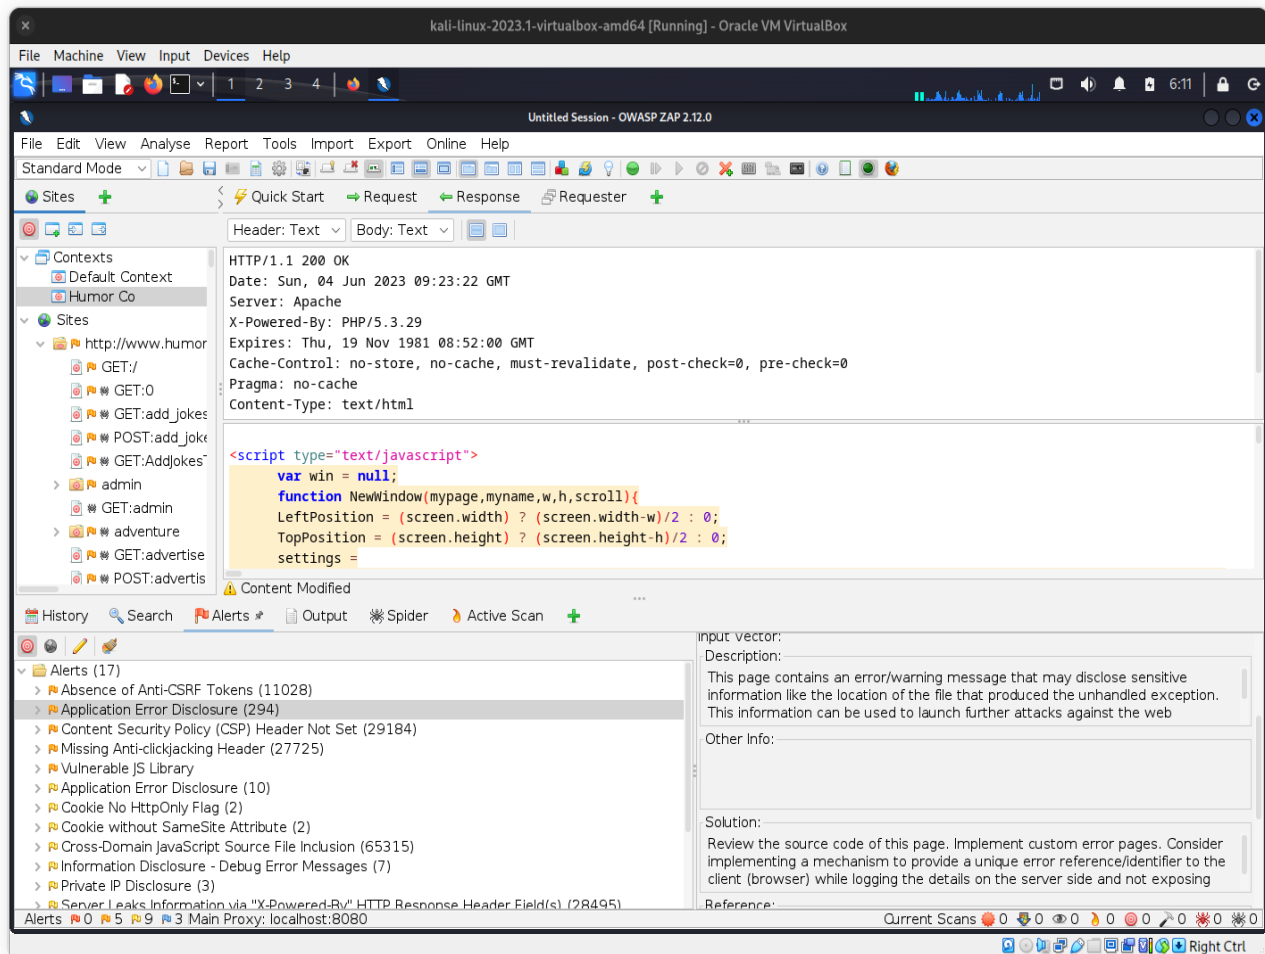 kali-linux-2023.1-virtualbox-amd64 [Running] - Oracle VM VirtualBox
File Machine View Input Devices Help
1 2 3 4 6:11
Untitled Session - OWASP ZAP 2.12.0
File Edit View Analyse Report Tools Import Export Online Help
Standard Mode
Sites
Quick Start Request Response Requester
Header: Text Body: Text
Contexts
Default Context
Humor Co
Sites
http://www.humor
GET:/
GET:0
GET:add_jokes
POST:add_joke
GET:AddJokesT
admin
GET:admin
adventure
GET:advertise
POST:advertis
HTTP/1.1 200 OK
Date: Sun, 04 Jun 2023 09:23:22 GMT
Server: Apache
X-Powered-By: PHP/5.3.29
Expires: Thu, 19 Nov 1981 08:52:00 GMT
Cache-Control: no-store, no-cache, must-revalidate, post-check=0, pre-check=0
Pragma: no-cache
Content-Type: text/html
<script type="text/javascript">
var win = null;
function NewWindow(mypage,myname,w,h,scroll){
LeftPosition = (screen.width) ? (screen.width-w)/2 : 0;
TopPosition = (screen.height) ? (screen.height-h)/2 : 0;
settings =
Content Modified
History Search Alerts Output Spider Active Scan
Alerts (17)
Absence of Anti-CSRF Tokens (11028)
Application Error Disclosure (294)
Content Security Policy (CSP) Header Not Set (29184)
Missing Anti-clickjacking Header (27725)
Vulnerable JS Library
Application Error Disclosure (10)
Cookie No HttpOnly Flag (2)
Cookie without SameSite Attribute (2)
Cross-Domain JavaScript Source File Inclusion (65315)
Information Disclosure - Debug Error Messages (7)
Private IP Disclosure (3)
Server Leaks Information via "X-Powered-By" HTTP Response Header Field(s) (28495)
Input Vector:
Description:
This page contains an error/warning message that may disclose sensitive
information like the location of the file that produced the unhandled exception.
This information can be used to launch further attacks against the web
Other Info:
Solution:
Review the source code of this page. Implement custom error pages. Consider
implementing a mechanism to provide a unique error reference/identifier to the
client (browser) while logging the details on the server side and not exposing
Reference:
Alerts 0 5 9 3 Main Proxy: localhost:8080
Current Scans 0 0 0 0 0 0 0 0
Right Ctrl